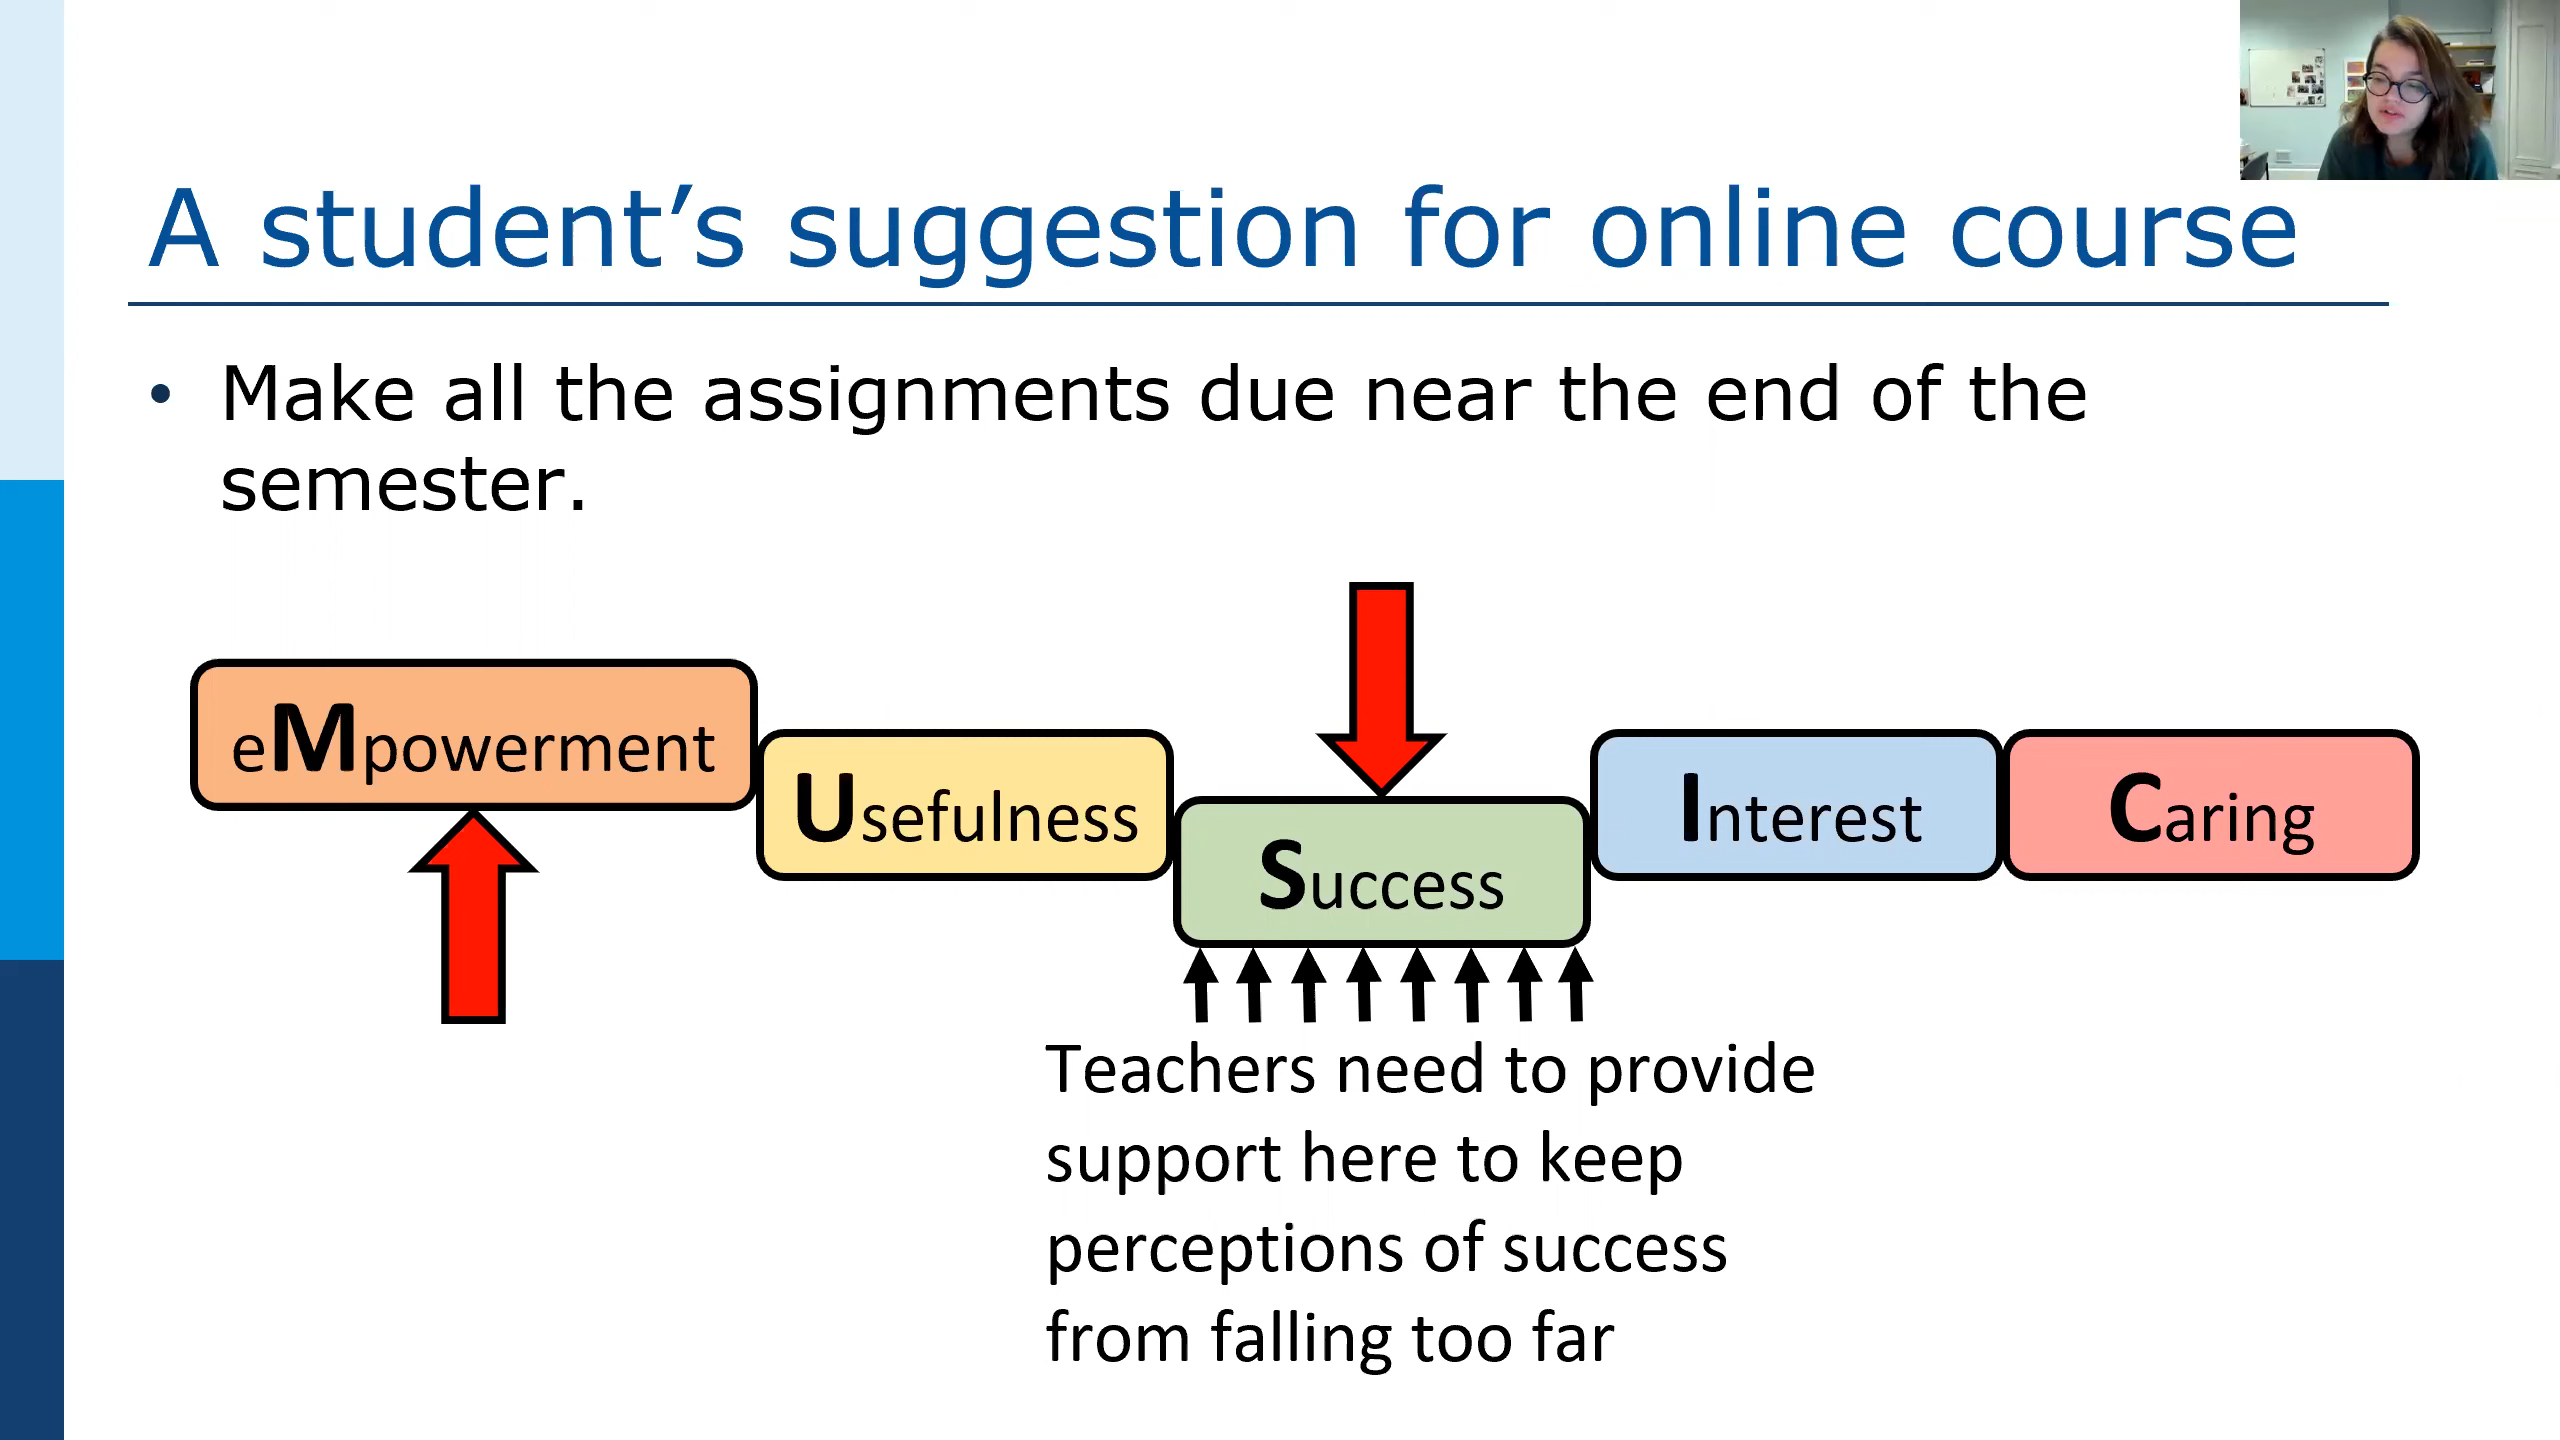 A student’s suggestion for online course
• Make all the assignments due near the end of the
semester.
eMpowerment
Usefulness
Success
Interest
Caring
Teachers need to provide
support here to keep
perceptions of success
from falling too far